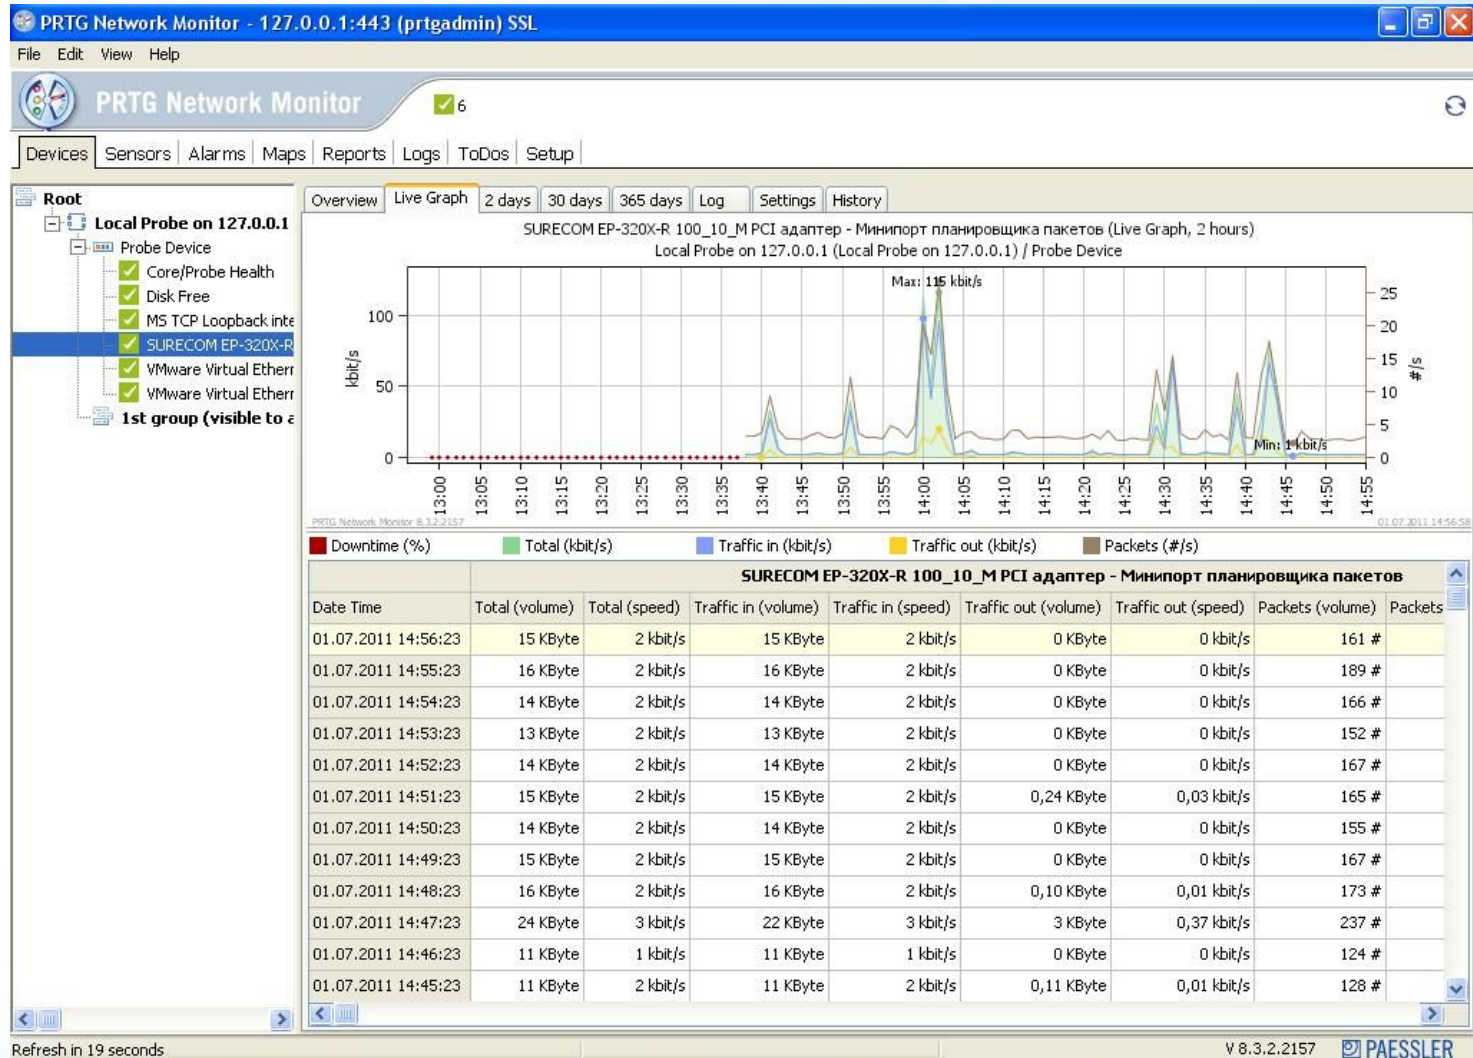 PRTG Network Monitor - 127.0.0.1:443 (prtgadmin) SSL
File Edit View Help
PRTG Network Monitor 6
Devices Sensors Alarms Maps Reports Logs ToDos Setup
Root
Local Probe on 127.0.0.1
Probe Device
Core/Probe Health
Disk Free
MS TCP Loopback inte
SURECOM EP-320X-R
VMware Virtual Ether
VMware Virtual Ether
1st group (visible to a
Overview Live Graph 2 days 30 days 365 days Log Settings History
SURECOM EP-320X-R 100_10_M PCI адаптер - Минипорт планировщика пакетов (Live Graph, 2 hours)
Local Probe on 127.0.0.1 (Local Probe on 127.0.0.1) / Probe Device
Max: 115 kbit/s
100
50
0
kbit/s
25
20
15
10
5
0
#/s
Min: 1 kbit/s
13:00 13:05 13:10 13:15 13:20 13:25 13:30 13:35 13:40 13:45 13:50 13:55 14:00 14:05 14:10 14:15 14:20 14:25 14:30 14:35 14:40 14:45 14:50 14:55
PRTG Network Monitor 8.3.2.2157 01.07.2011 14:56:58
Downtime (%) Total (kbit/s) Traffic in (kbit/s) Traffic out (kbit/s) Packets (#/s)
SURECOM EP-320X-R 100_10_M PCI адаптер - Минипорт планировщика пакетов
Date Time Total (volume) Total (speed) Traffic in (volume) Traffic in (speed) Traffic out (volume) Traffic out (speed) Packets (volume) Packets
01.07.2011 14:56:23 15 KByte 2 kbit/s 15 KByte 2 kbit/s 0 KByte 0 kbit/s 161 #
01.07.2011 14:55:23 16 KByte 2 kbit/s 16 KByte 2 kbit/s 0 KByte 0 kbit/s 189 #
01.07.2011 14:54:23 14 KByte 2 kbit/s 14 KByte 2 kbit/s 0 KByte 0 kbit/s 166 #
01.07.2011 14:53:23 13 KByte 2 kbit/s 13 KByte 2 kbit/s 0 KByte 0 kbit/s 152 #
01.07.2011 14:52:23 14 KByte 2 kbit/s 14 KByte 2 kbit/s 0 KByte 0 kbit/s 167 #
01.07.2011 14:51:23 15 KByte 2 kbit/s 15 KByte 2 kbit/s 0,24 KByte 0,03 kbit/s 165 #
01.07.2011 14:50:23 14 KByte 2 kbit/s 14 KByte 2 kbit/s 0 KByte 0 kbit/s 155 #
01.07.2011 14:49:23 15 KByte 2 kbit/s 15 KByte 2 kbit/s 0 KByte 0 kbit/s 167 #
01.07.2011 14:48:23 16 KByte 2 kbit/s 16 KByte 2 kbit/s 0,10 KByte 0,01 kbit/s 173 #
01.07.2011 14:47:23 24 KByte 3 kbit/s 22 KByte 3 kbit/s 3 KByte 0,37 kbit/s 237 #
01.07.2011 14:46:23 11 KByte 1 kbit/s 11 KByte 1 kbit/s 0 KByte 0 kbit/s 124 #
01.07.2011 14:45:23 11 KByte 2 kbit/s 11 KByte 2 kbit/s 0,11 KByte 0,01 kbit/s 128 #
Refresh in 19 seconds V 8.3.2.2157 PAESSLER